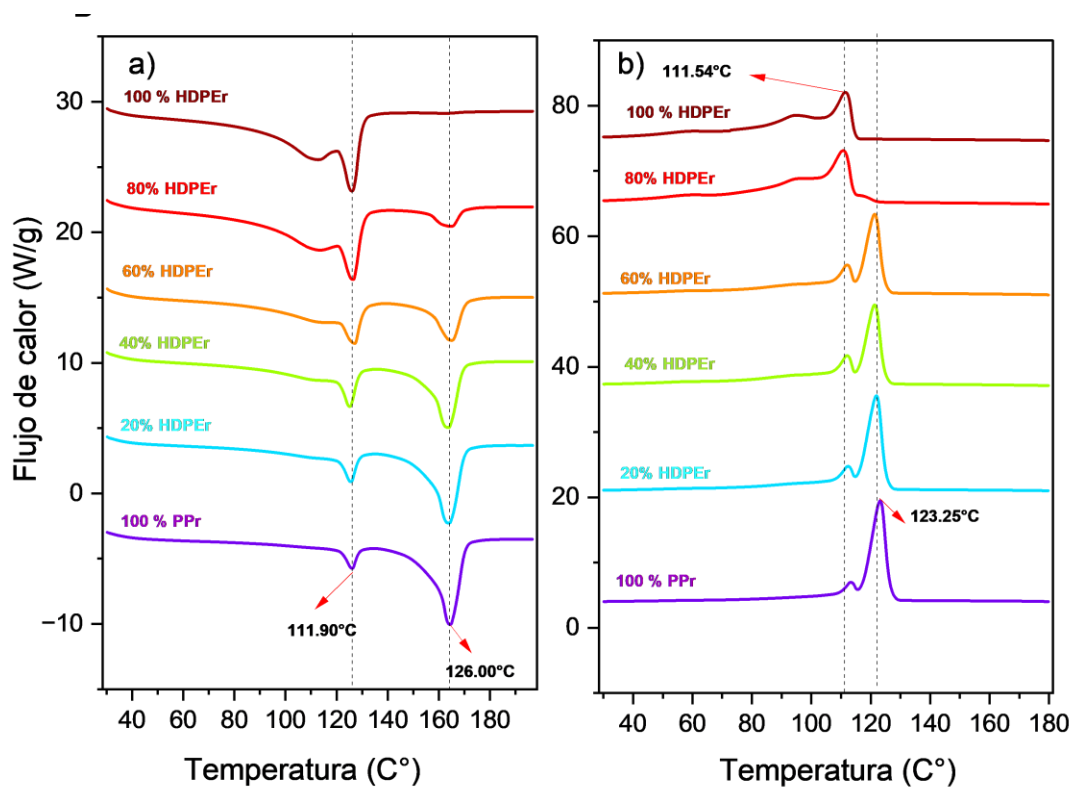 a)
100 % HDPEr
80% HDPEr
60% HDPEr
40% HDPEr
20% HDPEr
100 % PPr
111.90°C
126.00°C
Flujo de calor (W/g)
30
20
10
0
−10
40 60 80 100 120 140 160 180
Temperatura (C°)
b)
111.54°C
100 % HDPEr
80% HDPEr
60% HDPEr
40% HDPEr
20% HDPEr
123.25°C
100 % PPr
80
60
40
20
0
40 60 80 100 120 140 160 180
Temperatura (C°)